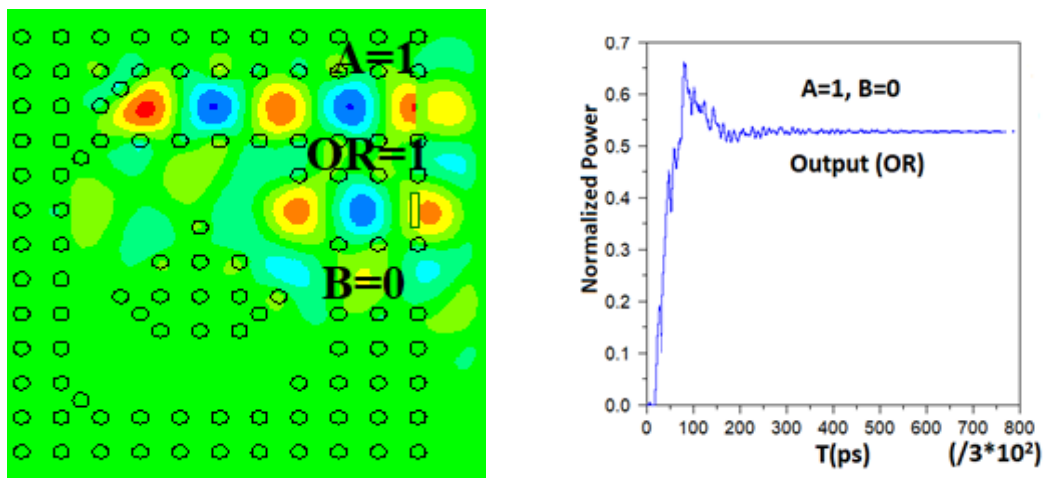 A=1
OR=1
B=0
Normalized Power
0.7
0.6
0.5
0.4
0.3
0.2
0.1
0.0
A=1, B=0
Output (OR)
0 100 200 300 400 500 600 700 800
T(ps) (/3*10²)